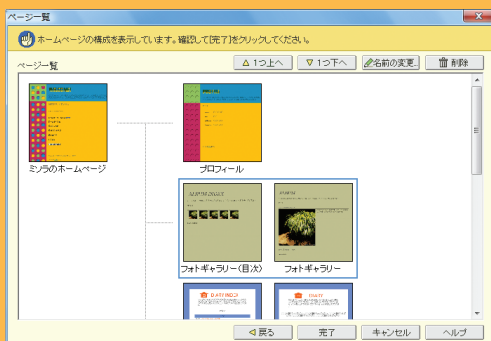 ページ一覧
ホームページの構成を表示しています。確認して[完了]をクリックしてください。
ページ一覧
△ 1つ上へ ▽ 1つ下へ 名前の変更 削除
ミソラのホームページ プロフィール
フォトギャラリー(目次) フォトギャラリー
DIARY INDEX DIARY
戻る 完了 キャンセル ヘルプ